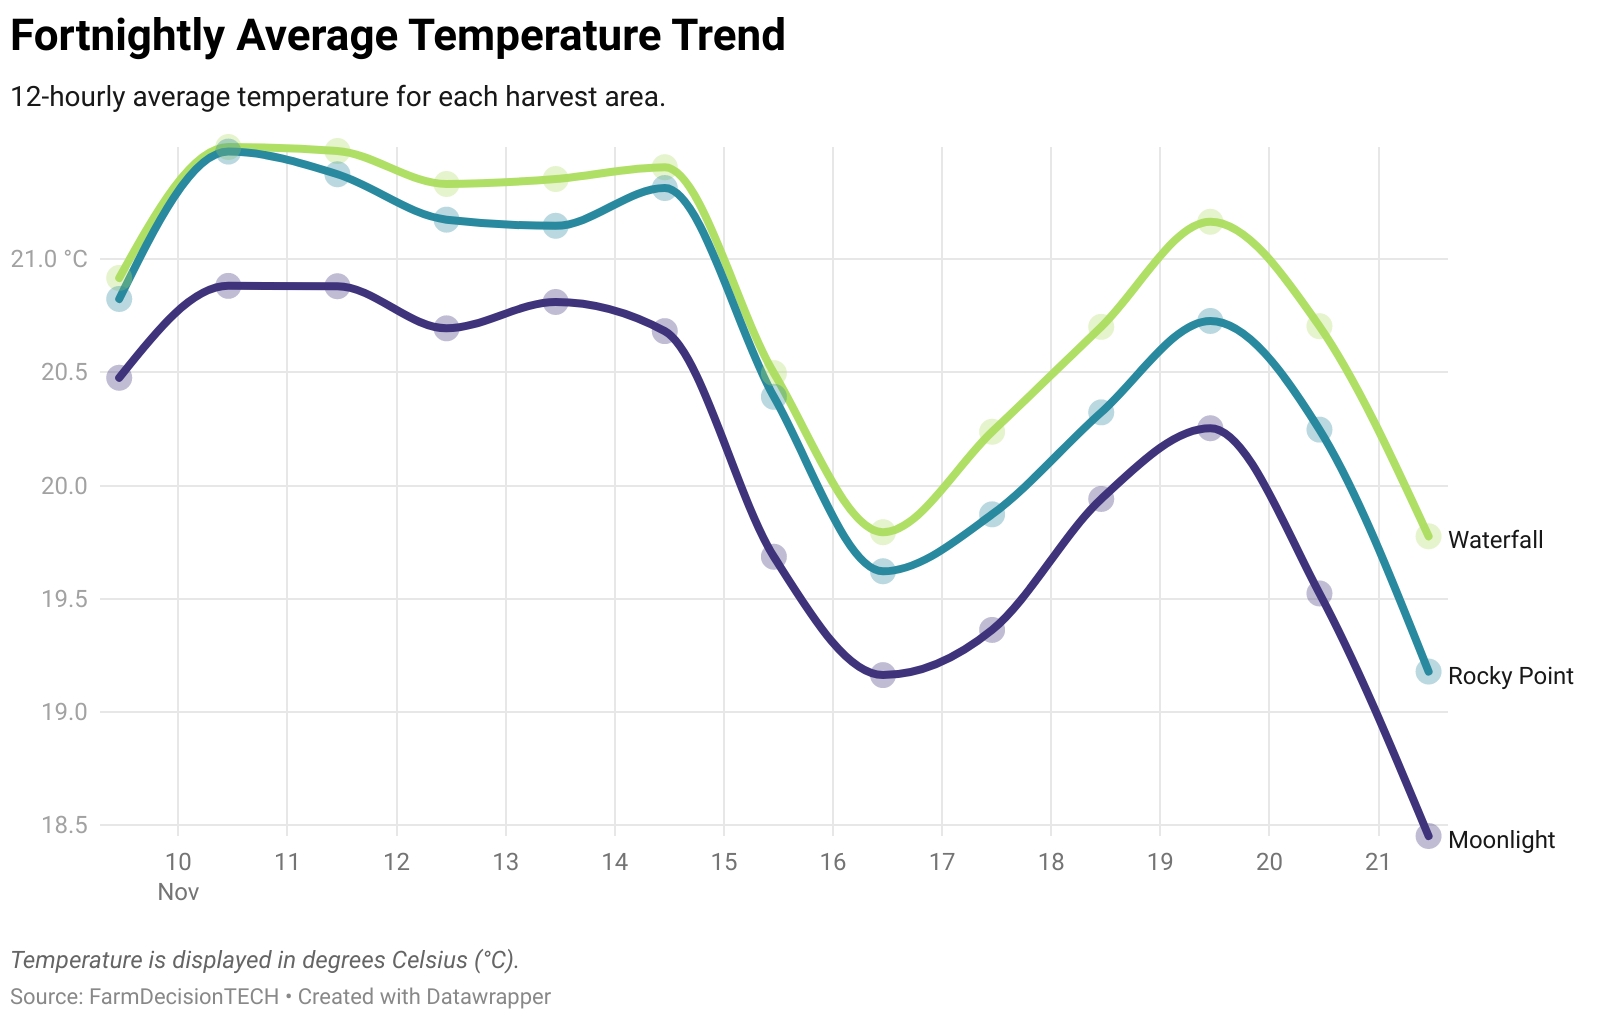 Fortnightly Average Temperature Trend
12-hourly average temperature for each harvest area.
21.0 °C
20.5
20.0
19.5
19.0
18.5
Waterfall
Rocky Point
Moonlight
10 11 12 13 14 15 16 17 18 19 20 21
Nov
Temperature is displayed in degrees Celsius (°C).
Source: FarmDecisionTECH • Created with Datawrapper